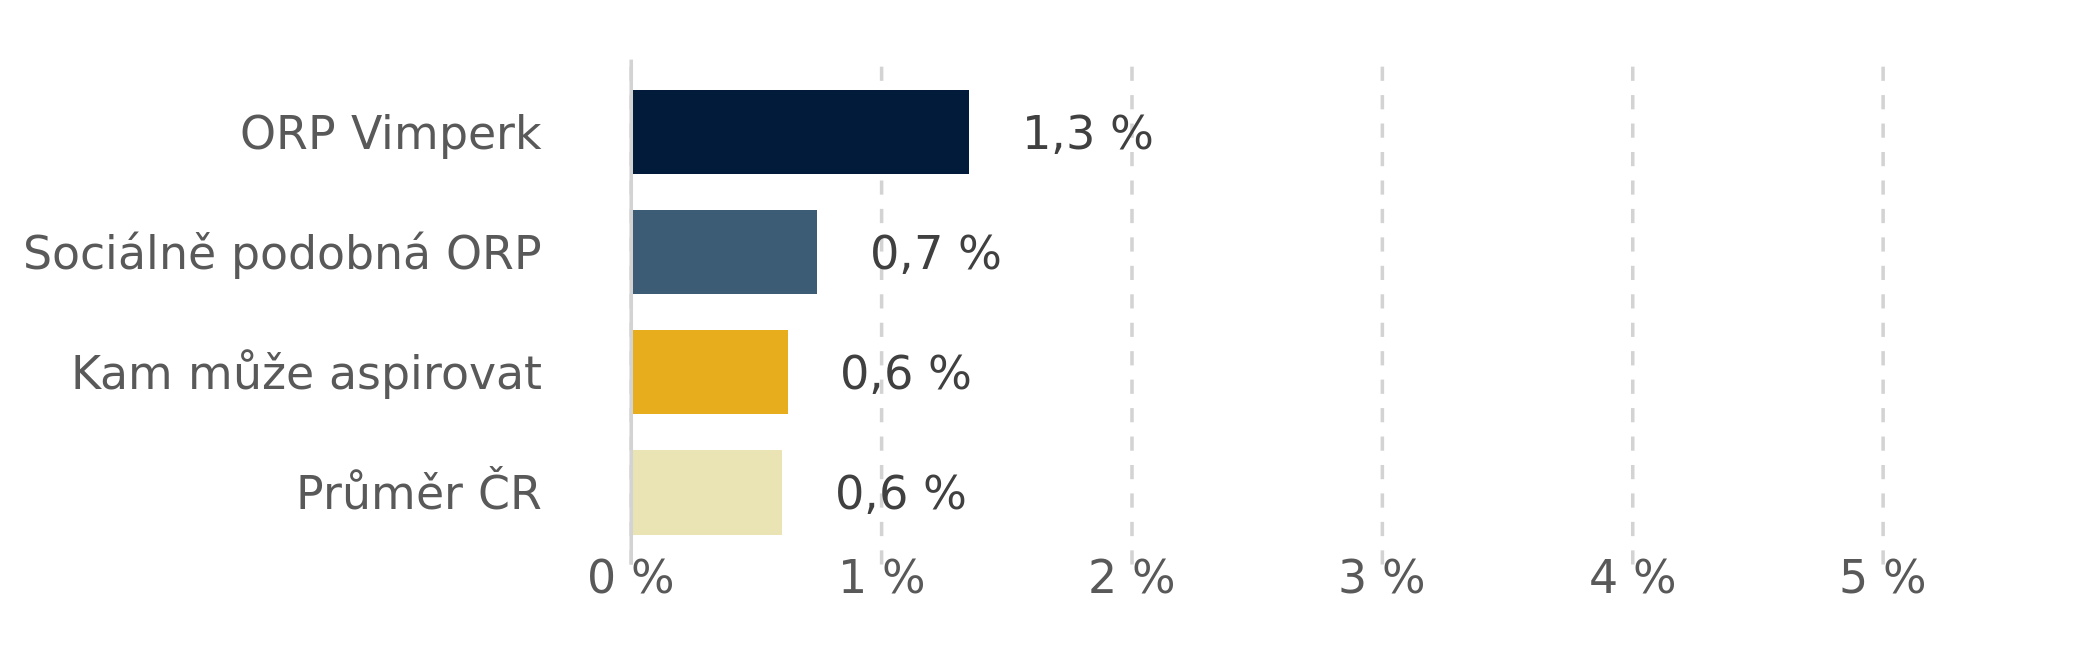 ORP Vimperk 1,3 %
Sociálně podobná ORP 0,7 %
Kam může aspirovat 0,6 %
Průměr ČR 0,6 %
0 % 1 % 2 % 3 % 4 % 5 %